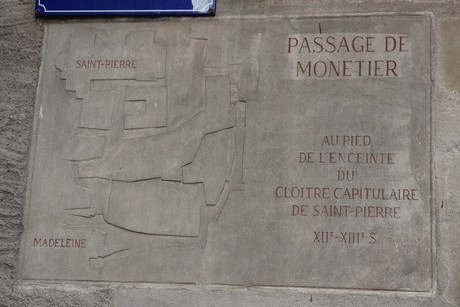 SAINT-PIERRE
MADELEINE
PASSAGE DE
MONETIER
AU PIED
DE L'ENCEINTE
DU
CLOITRE CAPITULAIRE
DE SAINT-PIERRE
XIIᵉ-XIIIᵉ S